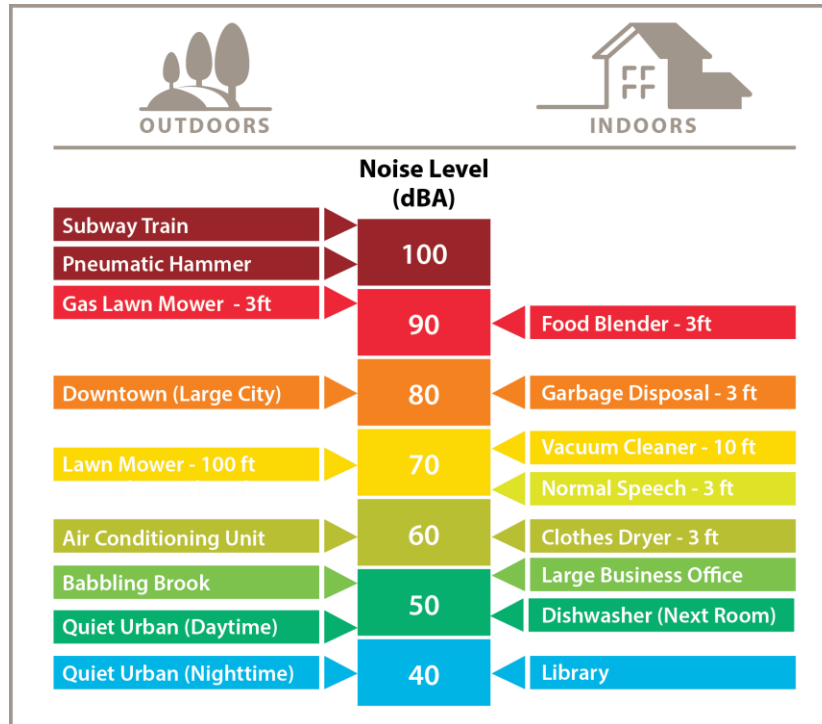 OUTDOORS
INDOORS
Noise Level
(dBA)
Subway Train
Pneumatic Hammer
100
Gas Lawn Mower - 3ft
90
Food Blender - 3ft
Downtown (Large City)
80
Garbage Disposal - 3 ft
Vacuum Cleaner - 10 ft
Lawn Mower - 100 ft
70
Normal Speech - 3 ft
Air Conditioning Unit
60
Clothes Dryer - 3 ft
Large Business Office
Babbling Brook
50
Dishwasher (Next Room)
Quiet Urban (Daytime)
Quiet Urban (Nighttime)
40
Library